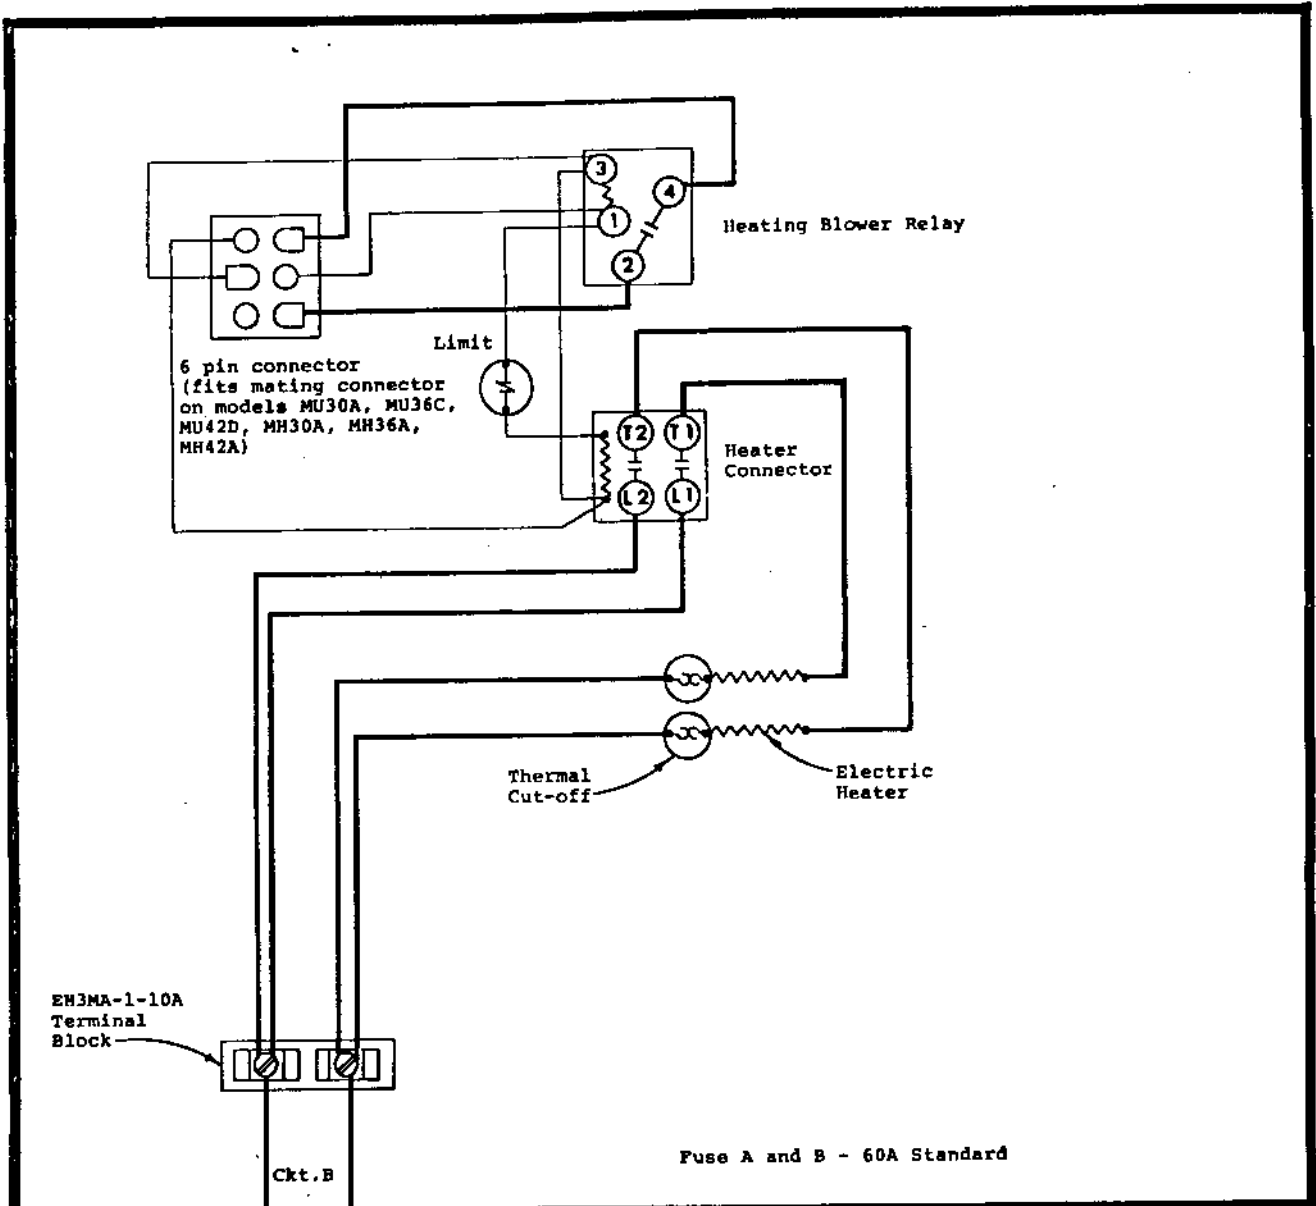 3
4
1
2
Heating Blower Relay
Limit
6 pin connector
(fits mating connector
on models MU30A, MU36C,
MU42D, MH30A, MH36A,
MH42A)
T2 T1
L2 L1
Heater
Connector
Thermal
Cut-off
Electric
Heater
EH3MA-1-10A
Terminal
Block
Ckt.B
Fuse A and B - 60A Standard